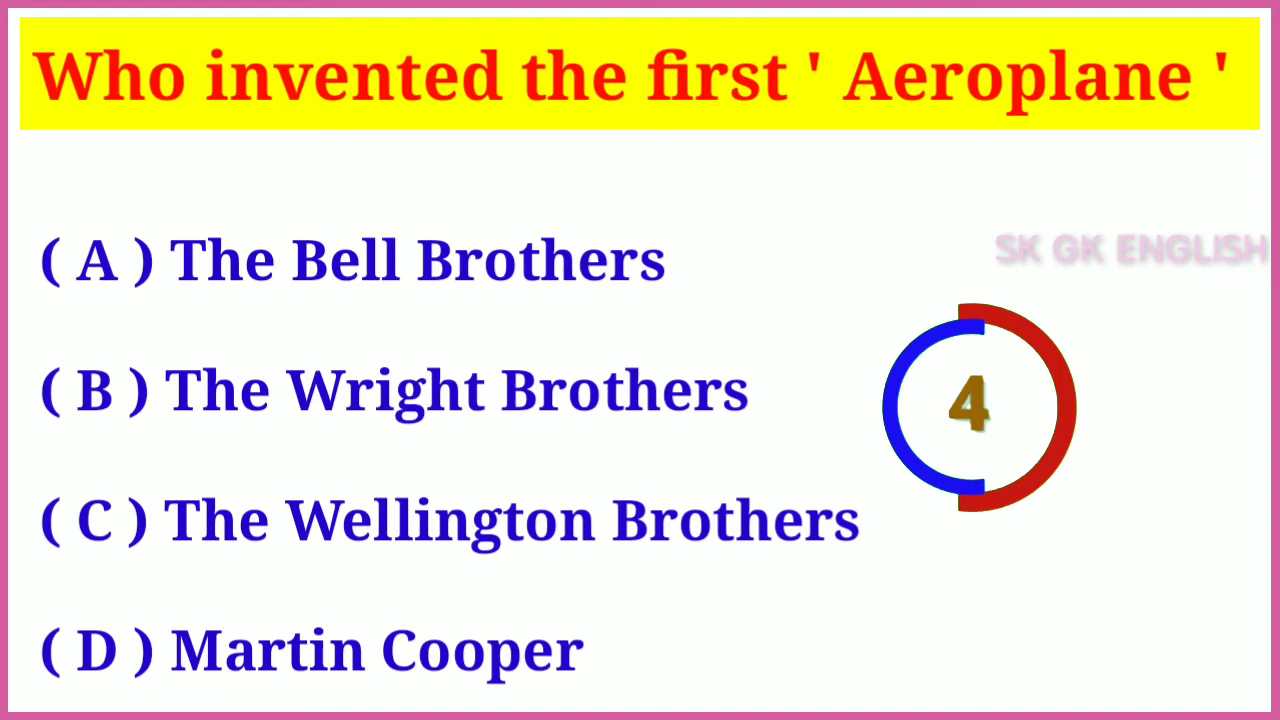 Who invented the first ' Aeroplane '
( A ) The Bell Brothers
SK GK ENGLISH
( B ) The Wright Brothers
4
( C ) The Wellington Brothers
( D ) Martin Cooper